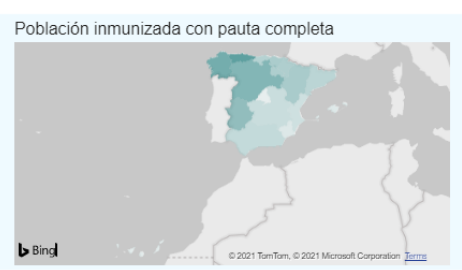 Población inmunizada con pauta completa
Bing
© 2021 TomTom, © 2021 Microsoft Corporation Terms